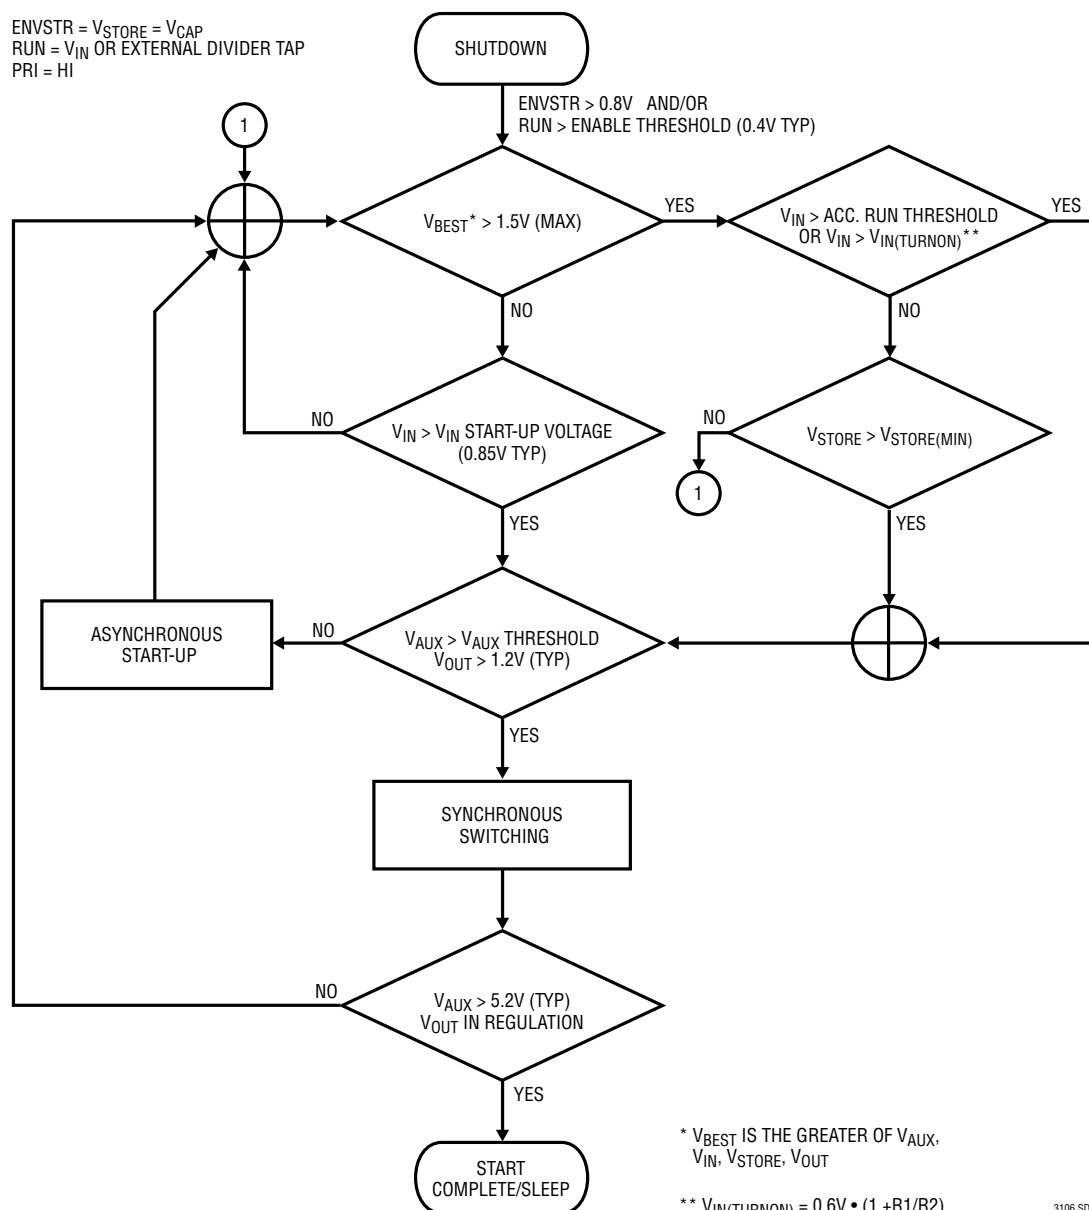 ENVSTR = VSTORE = VCAP
RUN = VIN OR EXTERNAL DIVIDER TAP
PRI = HI
SHUTDOWN
ENVSTR > 0.8V AND/OR
RUN > ENABLE THRESHOLD (0.4V TYP)
1
VBEST* > 1.5V (MAX)
YES
VIN > ACC. RUN THRESHOLD
OR VIN > VIN(TURNON)**
YES
NO
NO
NO
VIN > VIN START-UP VOLTAGE
(0.85V TYP)
NO
VSTORE > VSTORE(MIN)
1
YES
YES
ASYNCHRONOUS
START-UP
NO
VAUX > VAUX THRESHOLD
VOUT > 1.2V (TYP)
YES
SYNCHRONOUS
SWITCHING
NO
VAUX > 5.2V (TYP)
VOUT IN REGULATION
YES
START
COMPLETE/SLEEP
* VBEST IS THE GREATER OF VAUX,
VIN, VSTORE, VOUT
** VIN(TURNON) = 0.6V • (1 +R1/R2)
3106 SD